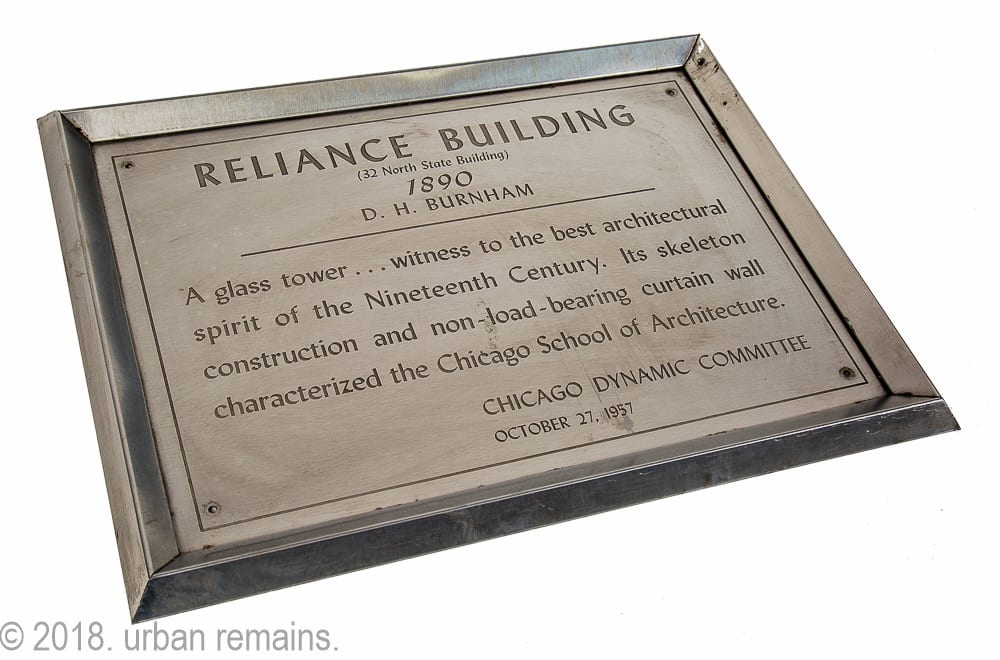 RELIANCE BUILDING
(32 North State Building)
1890
D. H. BURNHAM
A glass tower ... witness to the best architectural
spirit of the Nineteenth Century. Its skeleton
construction and non-load-bearing curtain wall
characterized the Chicago School of Architecture.
CHICAGO DYNAMIC COMMITTEE
OCTOBER 27, 1957
© 2018. urban remains.